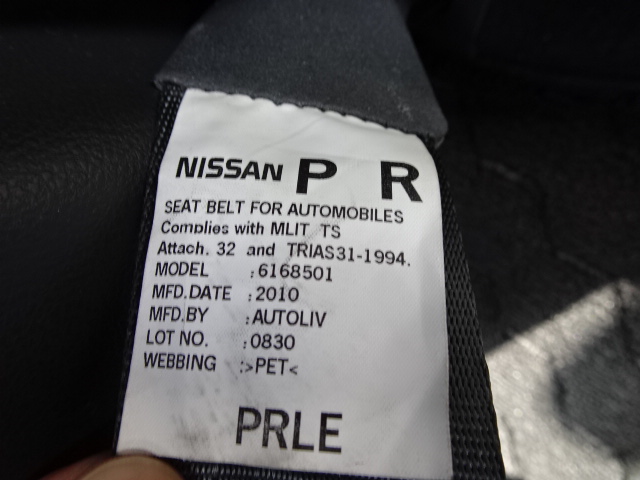 NISSAN P R
SEAT BELT FOR AUTOMOBILES
Complies with MLIT TS
Attach. 32 and TRIAS31-1994.
MODEL :6168501
MFD.DATE :2010
MFD.BY :AUTOLIV
LOT NO. :0830
WEBBING :>PET<
PRLE